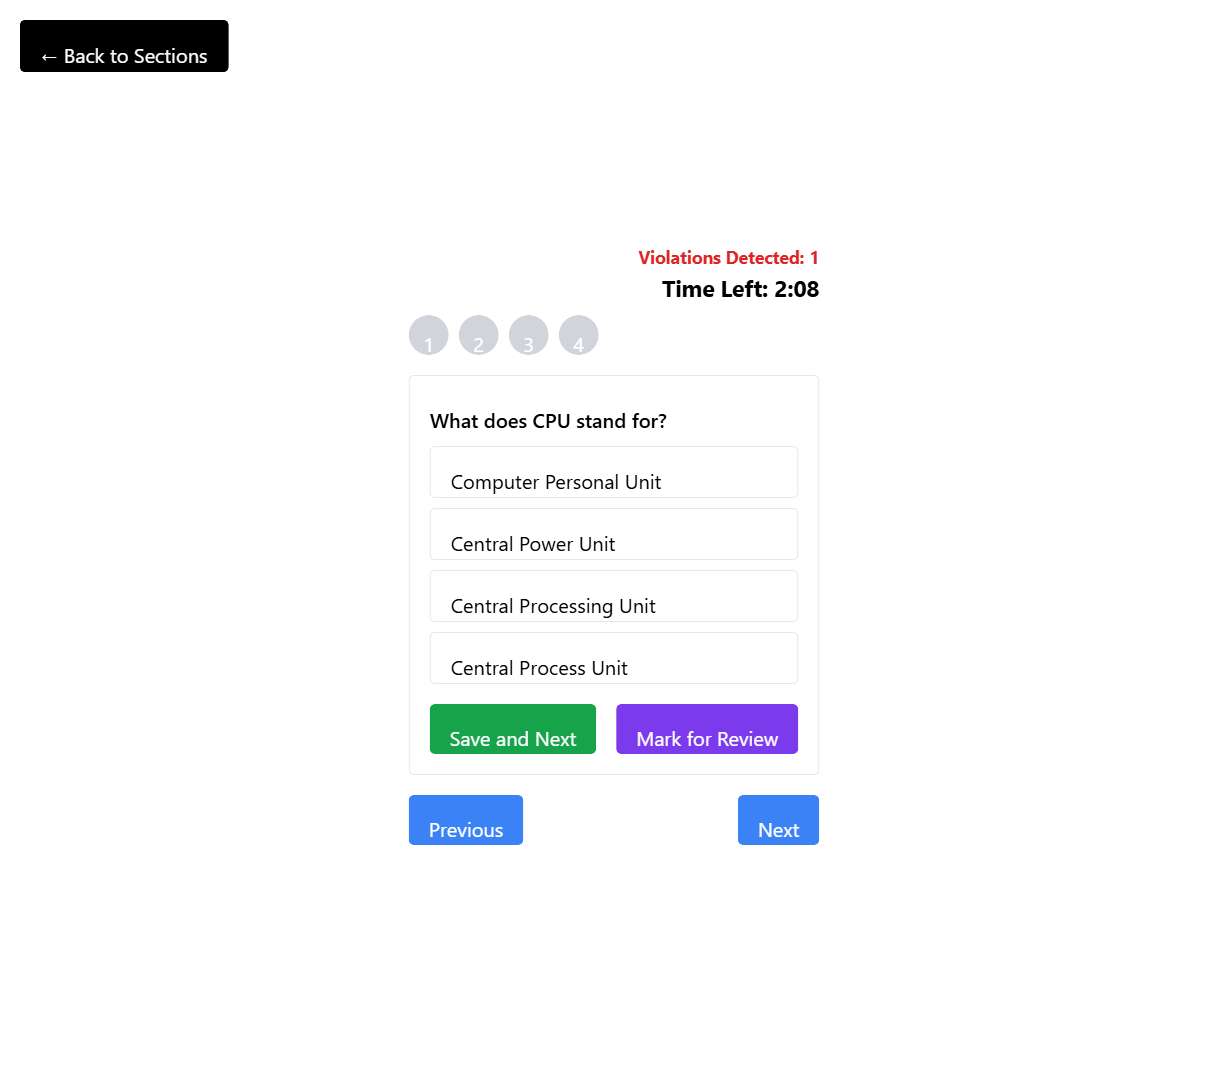 ← Back to Sections
Violations Detected: 1
Time Left: 2:08
1 2 3 4
What does CPU stand for?
Computer Personal Unit
Central Power Unit
Central Processing Unit
Central Process Unit
Save and Next Mark for Review
Previous Next